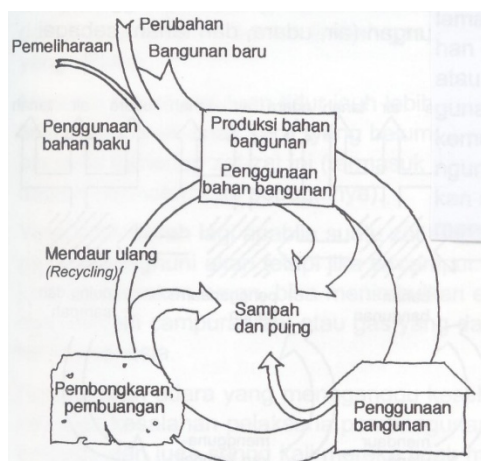 Perubahan
Pemeliharaan
Bangunan baru
Penggunaan
bahan baku
Produksi bahan
bangunan
Penggunaan
bahan bangunan
Mendaur ulang
(Recycling)
Sampah
dan puing
Pembongkaran
pembuangan
Penggunaan
bangunan